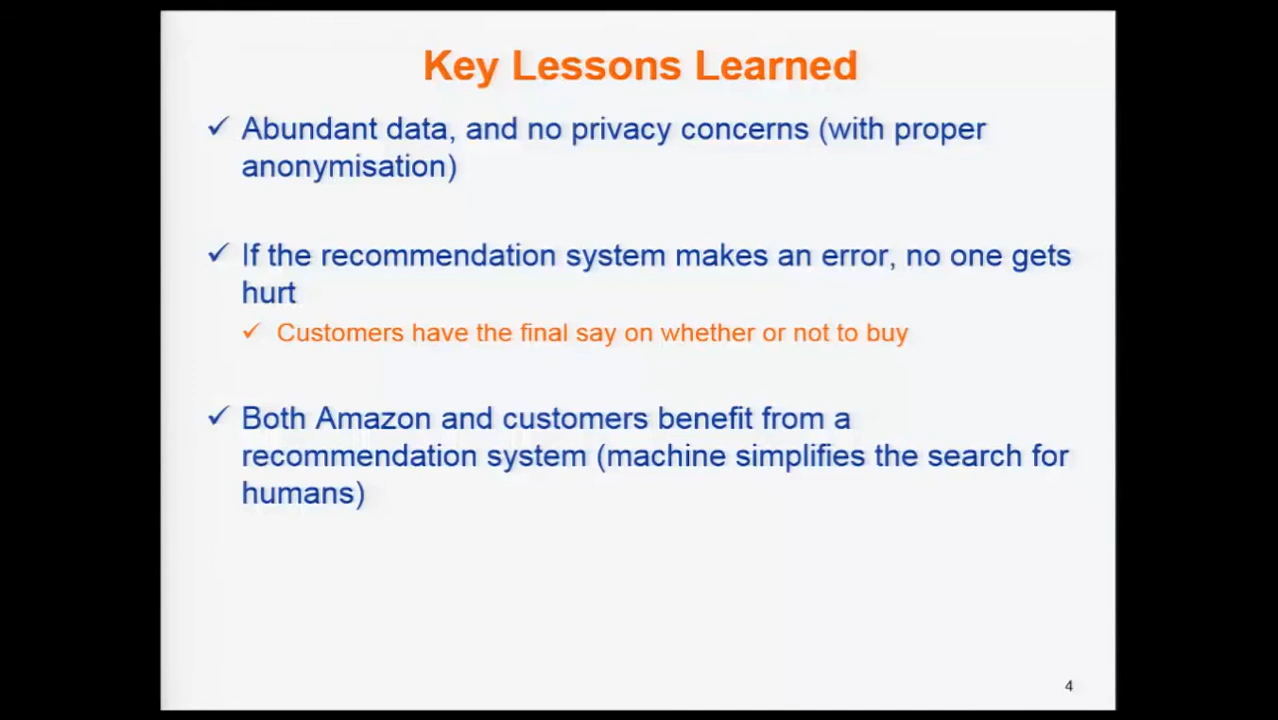 Key Lessons Learned
✓ Abundant data, and no privacy concerns (with proper
anonymisation)
✓ If the recommendation system makes an error, no one gets
hurt
✓ Customers have the final say on whether or not to buy
✓ Both Amazon and customers benefit from a
recommendation system (machine simplifies the search for
humans)
4